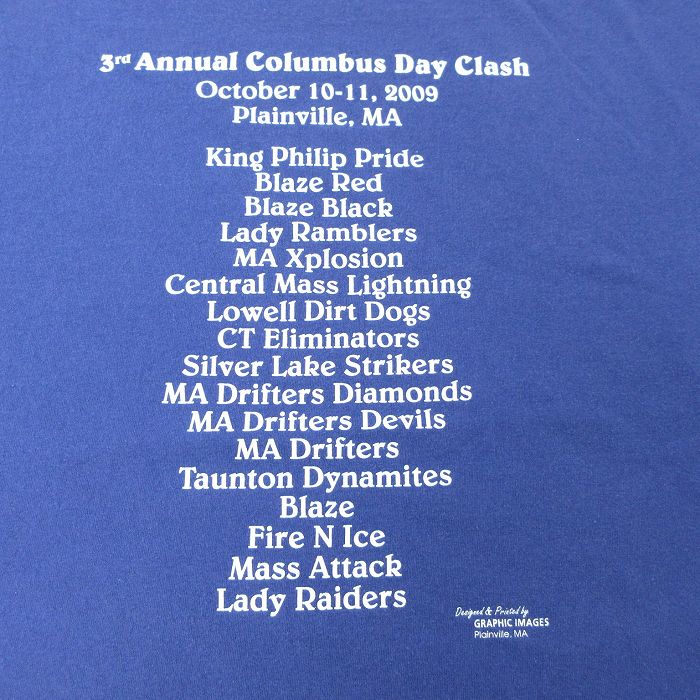 3rd Annual Columbus Day Clash
October 10-11, 2009
Plainville, MA
King Philip Pride
Blaze Red
Blaze Black
Lady Ramblers
MA Xplosion
Central Mass Lightning
Lowell Dirt Dogs
CT Eliminators
Silver Lake Strikers
MA Drifters Diamonds
MA Drifters Devils
MA Drifters
Taunton Dynamites
Blaze
Fire N Ice
Mass Attack
Lady Raiders
Designed & Printed by
GRAPHIC IMAGES
Plainville, MA